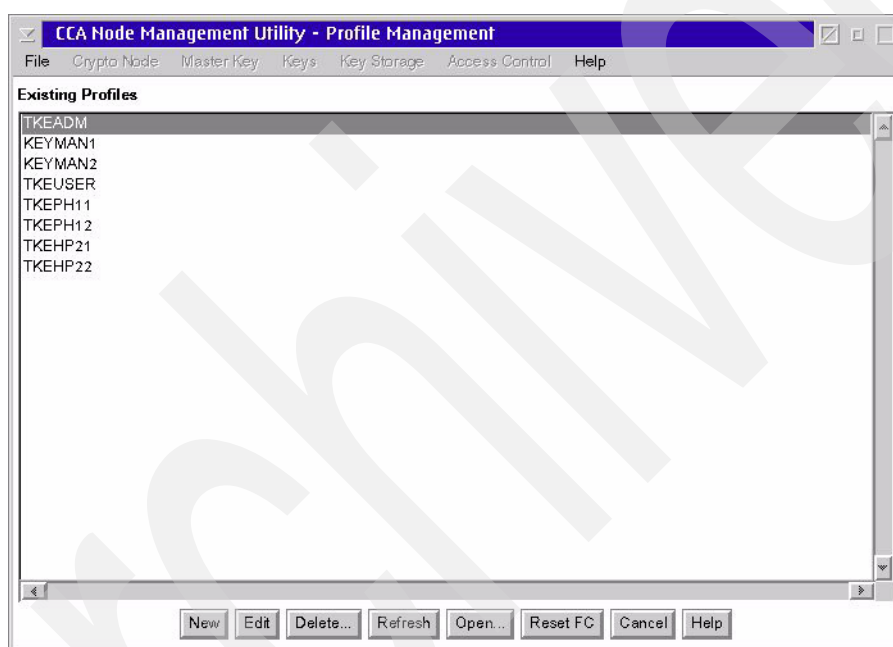 CCA Node Management Utility - Profile Management
File Crypto Node Master Key Keys Key Storage Access Control Help
Existing Profiles
TKEADM
KEYMAN1
KEYMAN2
TKEUSER
TKEPH11
TKEPH12
TKEHP21
TKEHP22
New Edit Delete... Refresh Open... Reset FC Cancel Help